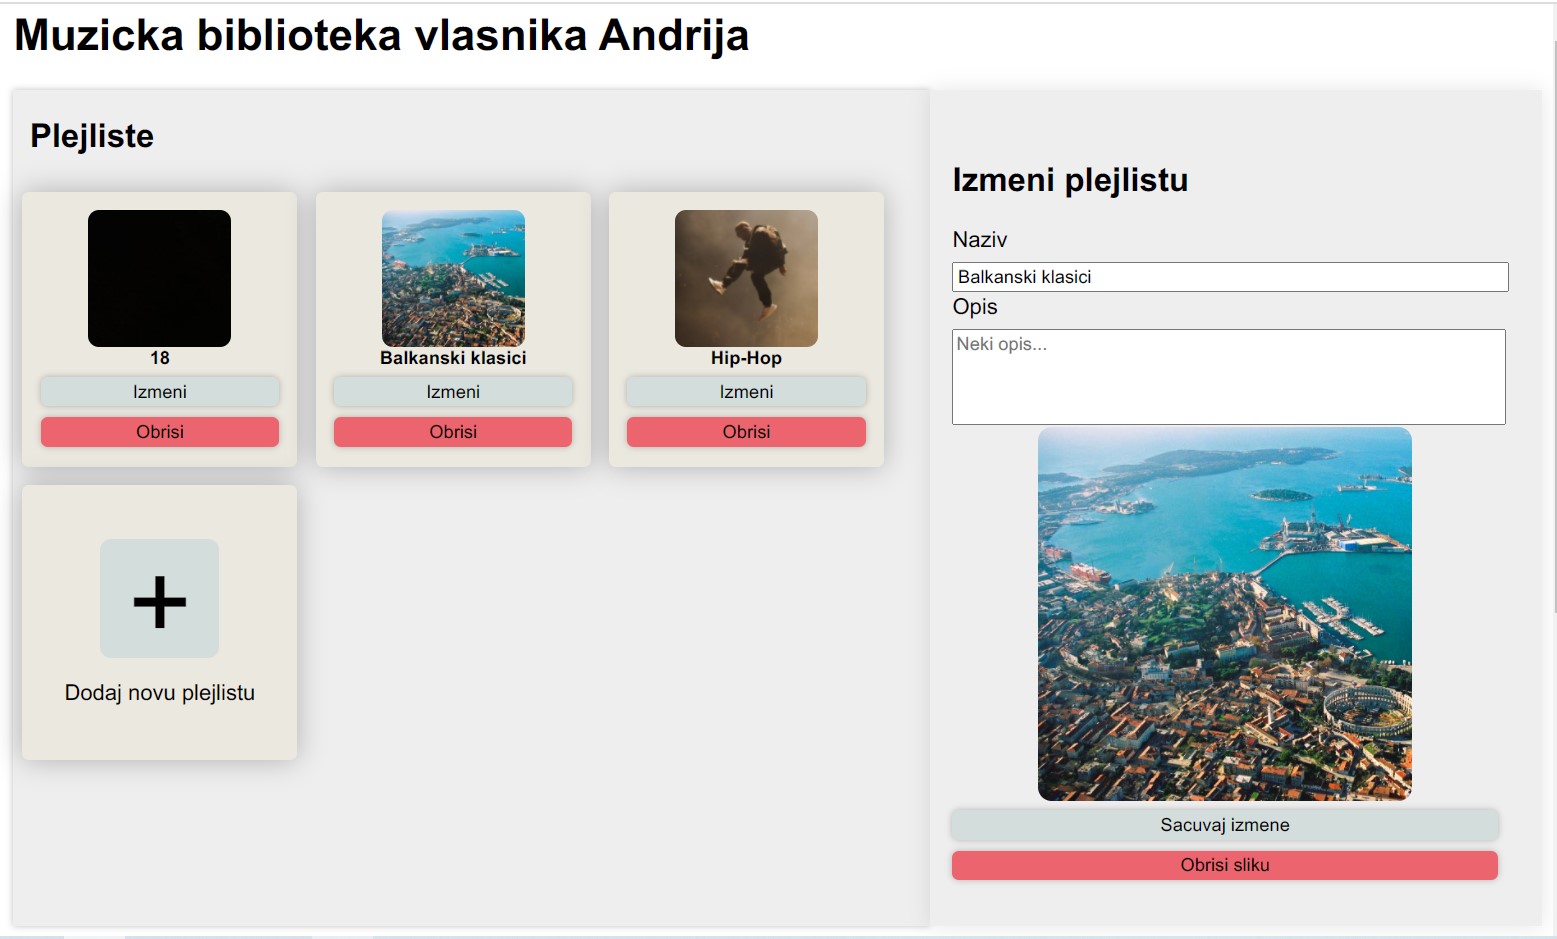 Muzicka biblioteka vlasnika Andrija
Plejliste
18
Izmeni
Obrisi
Balkanski klasici
Izmeni
Obrisi
Hip-Hop
Izmeni
Obrisi
+
Dodaj novu plejlistu
Izmeni plejlistu
Naziv
Balkanski klasici
Opis
Neki opis...
Sacuvaj izmene
Obrisi sliku